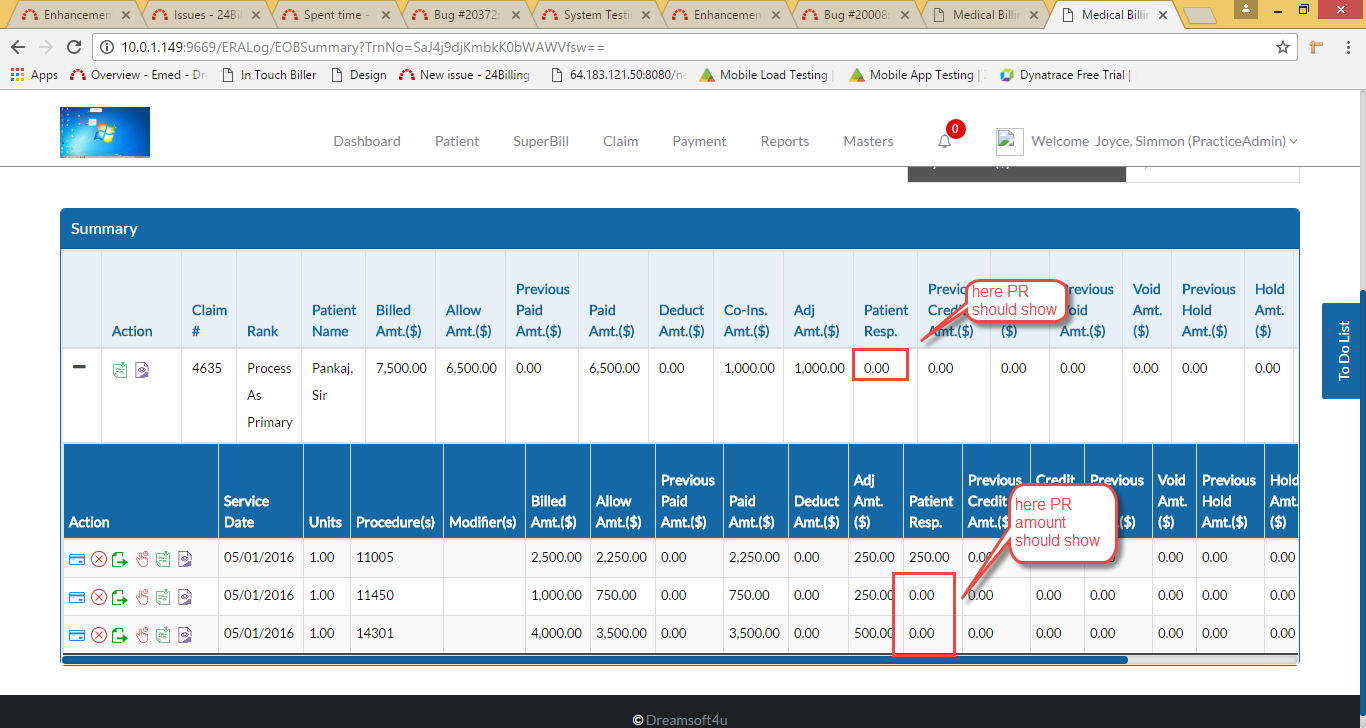 Enhancemen
Issues - 24Bil
Spent time -
Bug #20372:
System Testi
Enhancemen
Bug #20008:
Medical Billin
Medical Billin
10.0.1.149:9669/ERALog/EOBSummary?TrnNo=SaJ4j9djKmbkK0bWAWVfsw==
Apps
Overview - Emed - Dr
In Touch Biller
Design
New issue - 24Billing
64.183.121.50:8080/ne
Mobile Load Testing |
Mobile App Testing |
Dynatrace Free Trial |
Dashboard
Patient
SuperBill
Claim
Payment
Reports
Masters
0
Welcome Joyce, Simmon (PracticeAdmin)
Summary
Action
Claim #
Rank
Patient Name
Billed Amt.($)
Allow Amt.($)
Previous Paid Amt.($)
Paid Amt.($)
Deduct Amt.($)
Co-Ins. Amt.($)
Adj Amt.($)
Patient Resp.
Previo Credit Amt.($)
($)
revious Void Amt.($)
Void Amt. ($)
Previous Hold Amt.($)
Hold Amt. ($)
here PR
should show
4635 Process As Primary Pankaj, Sir 7,500.00 6,500.00 0.00 6,500.00 0.00 1,000.00 1,000.00 0.00 0.00 0.00 0.00 0.00 0.00 0.00
Action
Service Date
Units
Procedure(s)
Modifier(s)
Billed Amt.($)
Allow Amt.($)
Previous Paid Amt.($)
Paid Amt.($)
Deduct Amt.($)
Adj Amt. ($)
Patient Resp.
Previous Credit Amt.($)
Credit
Previous
($)
Void Amt. ($)
Previous Hold Amt.($)
Hold Amt. ($)
here PR
amount
should show
05/01/2016 1.00 11005 2,500.00 2,250.00 0.00 2,250.00 0.00 250.00 250.00 0.00 0.00 0.00 0.00
05/01/2016 1.00 11450 1,000.00 750.00 0.00 750.00 0.00 250.00 0.00 0.00 0.00 0.00 0.00 0.00 0.00
05/01/2016 1.00 14301 4,000.00 3,500.00 0.00 3,500.00 0.00 500.00 0.00 0.00 0.00 0.00 0.00 0.00 0.00
To Do List
© Dreamsoft4u